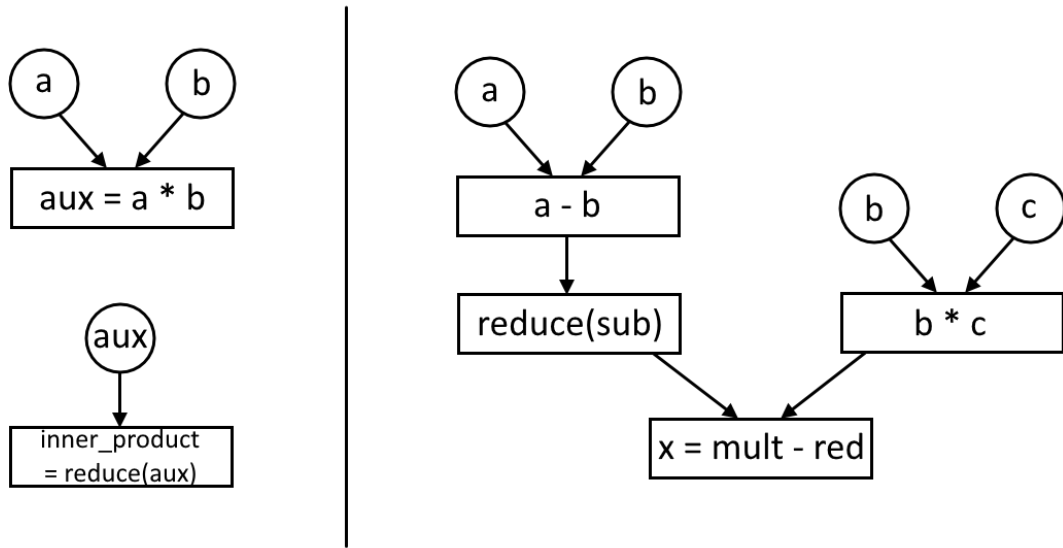 a
b
aux = a * b
aux
inner_product
= reduce(aux)
a
b
a - b
reduce(sub)
b
c
b * c
x = mult - red